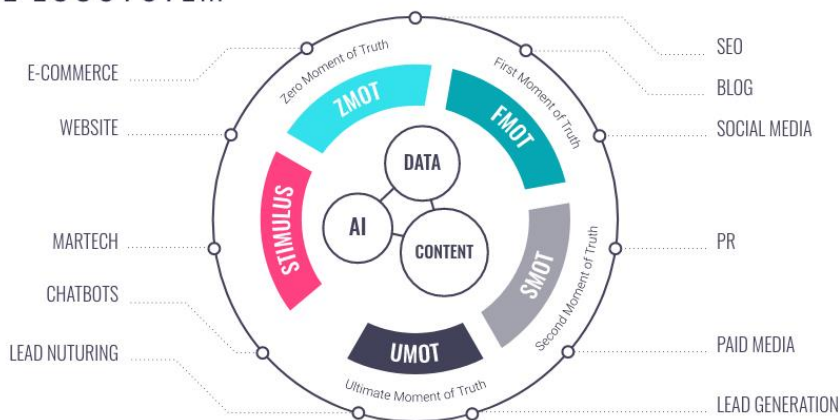 E-COMMERCE
WEBSITE
MARTECH
CHATBOTS
LEAD NUTURING
SEO
BLOG
SOCIAL MEDIA
PR
PAID MEDIA
LEAD GENERATION
Zero Moment of Truth
ZMOT
First Moment of Truth
FMOT
Second Moment of Truth
SMOT
Ultimate Moment of Truth
UMOT
STIMULUS
DATA
AI
CONTENT